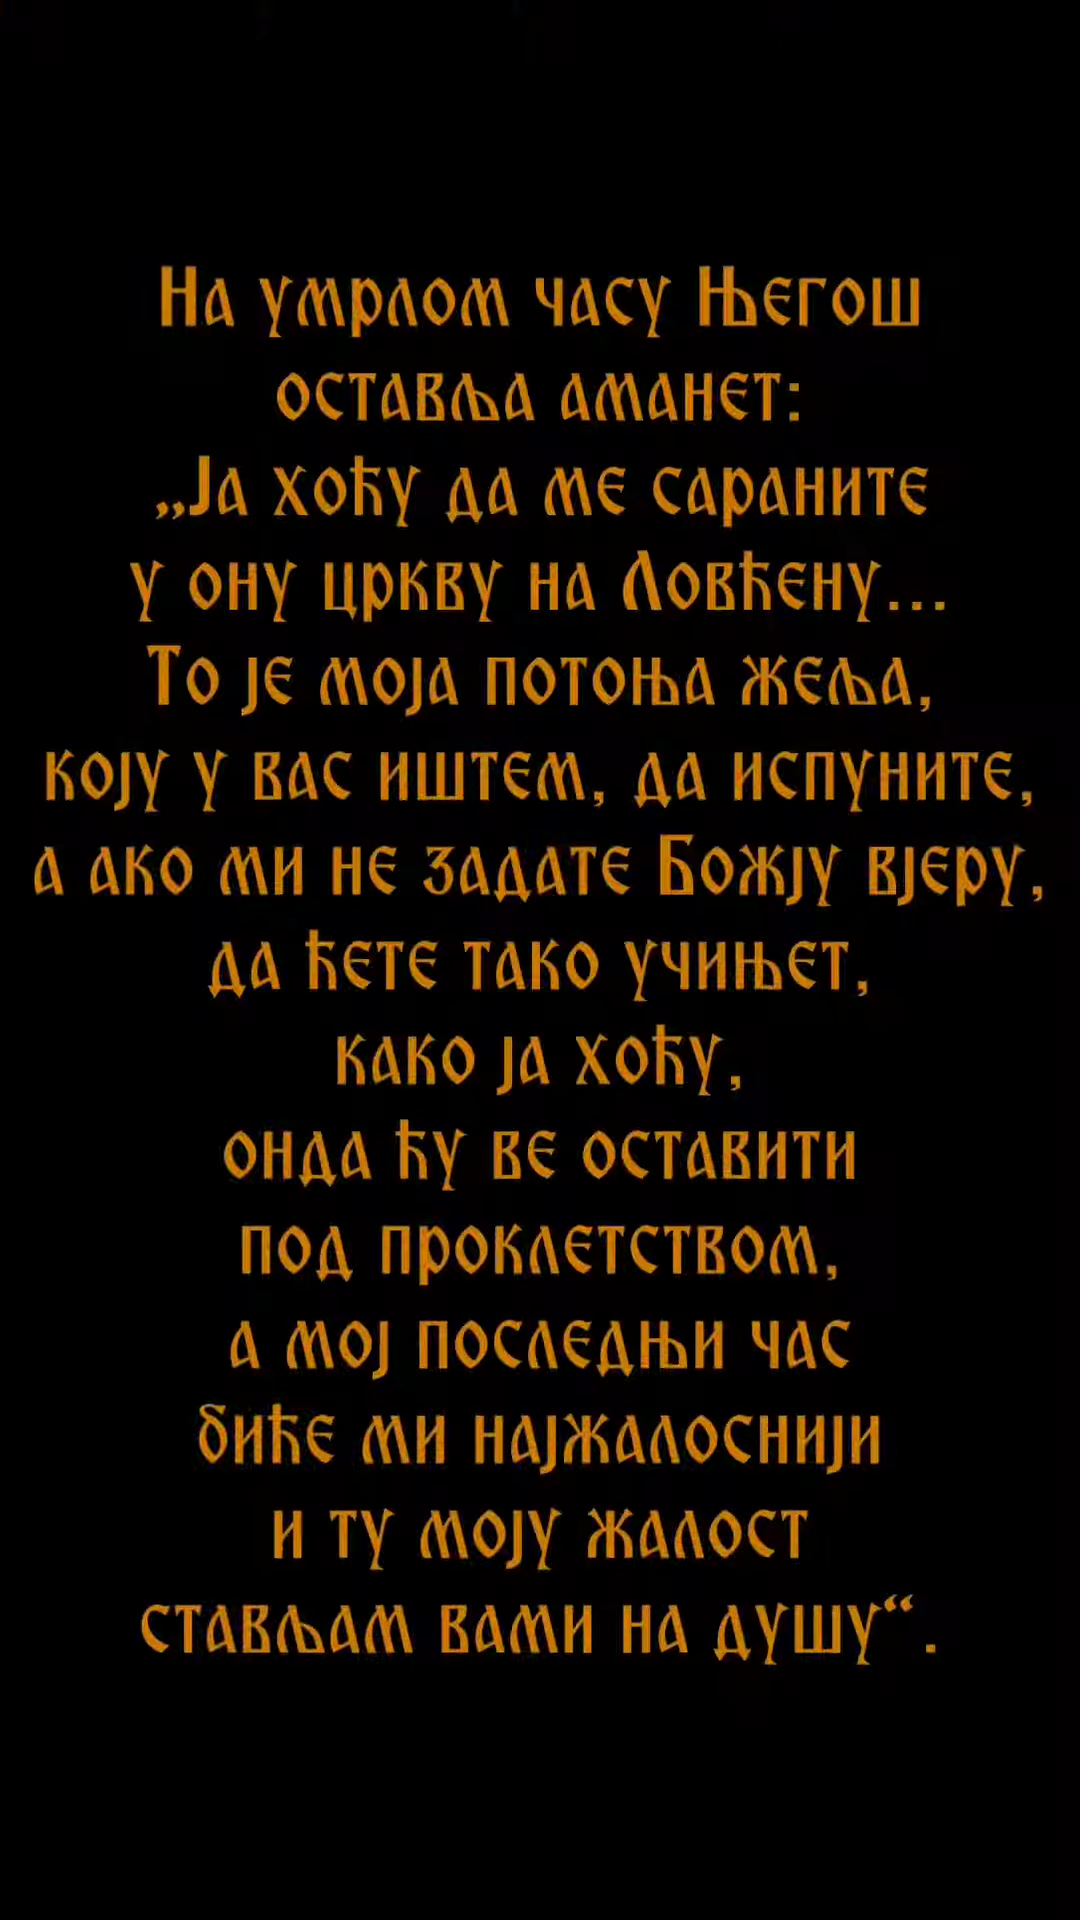 На умрлом часу Његош
оставља аманет:
„Ја хоћу да ме сараните
у ону цркву на Ловћену...
То је моја потоња жеља,
коју у вас иштем, да испуните,
а ако ми не задате Божју вјеру,
да ћете тако учињет,
како ја хоћу,
онда ћу ве оставити
под проклетством,
а мој последњи час
биће ми најжалоснији
и ту моју жалост
стављам вами на душу“.